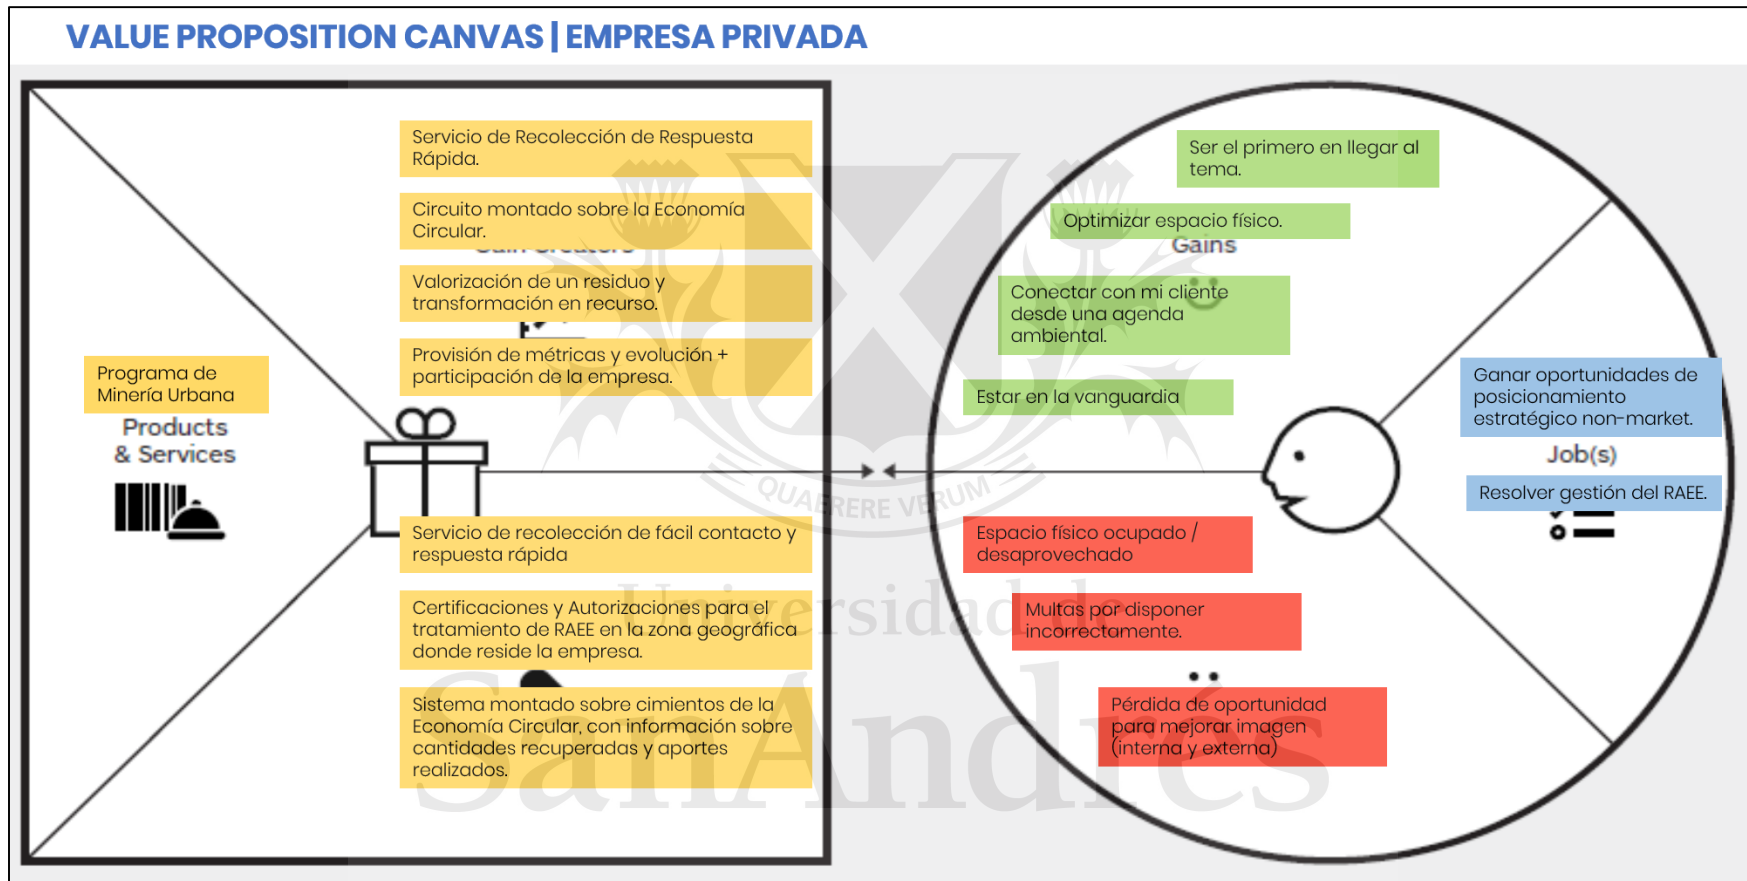 VALUE PROPOSITION CANVAS | EMPRESA PRIVADA
Servicio de Recolección de Respuesta
Rápida.
Circuito montado sobre la Economía
Circular.
Gain Creators
Valorización de un residuo y
transformación en recurso.
Provisión de métricas y evolución +
participación de la empresa.
Programa de
Minería Urbana
Products
& Services
Servicio de recolección de fácil contacto y
respuesta rápida
Certificaciones y Autorizaciones para el
tratamiento de RAEE en la zona geográfica
donde reside la empresa.
Sistema montado sobre cimientos de la
Economía Circular, con información sobre
cantidades recuperadas y aportes
realizados.
Ser el primero en llegar al
tema.
Optimizar espacio físico.
Gains
Conectar con mi cliente
desde una agenda
ambiental.
Estar en la vanguardia
Ganar oportunidades de
posicionamiento
estratégico non-market.
Job(s)
Resolver gestión del RAEE.
Espacio físico ocupado /
desaprovechado
Multas por disponer
incorrectamente.
Pérdida de oportunidad
para mejorar imagen
(interna y externa)
QUAERERE VERUM
Universidad de
SanAndrés